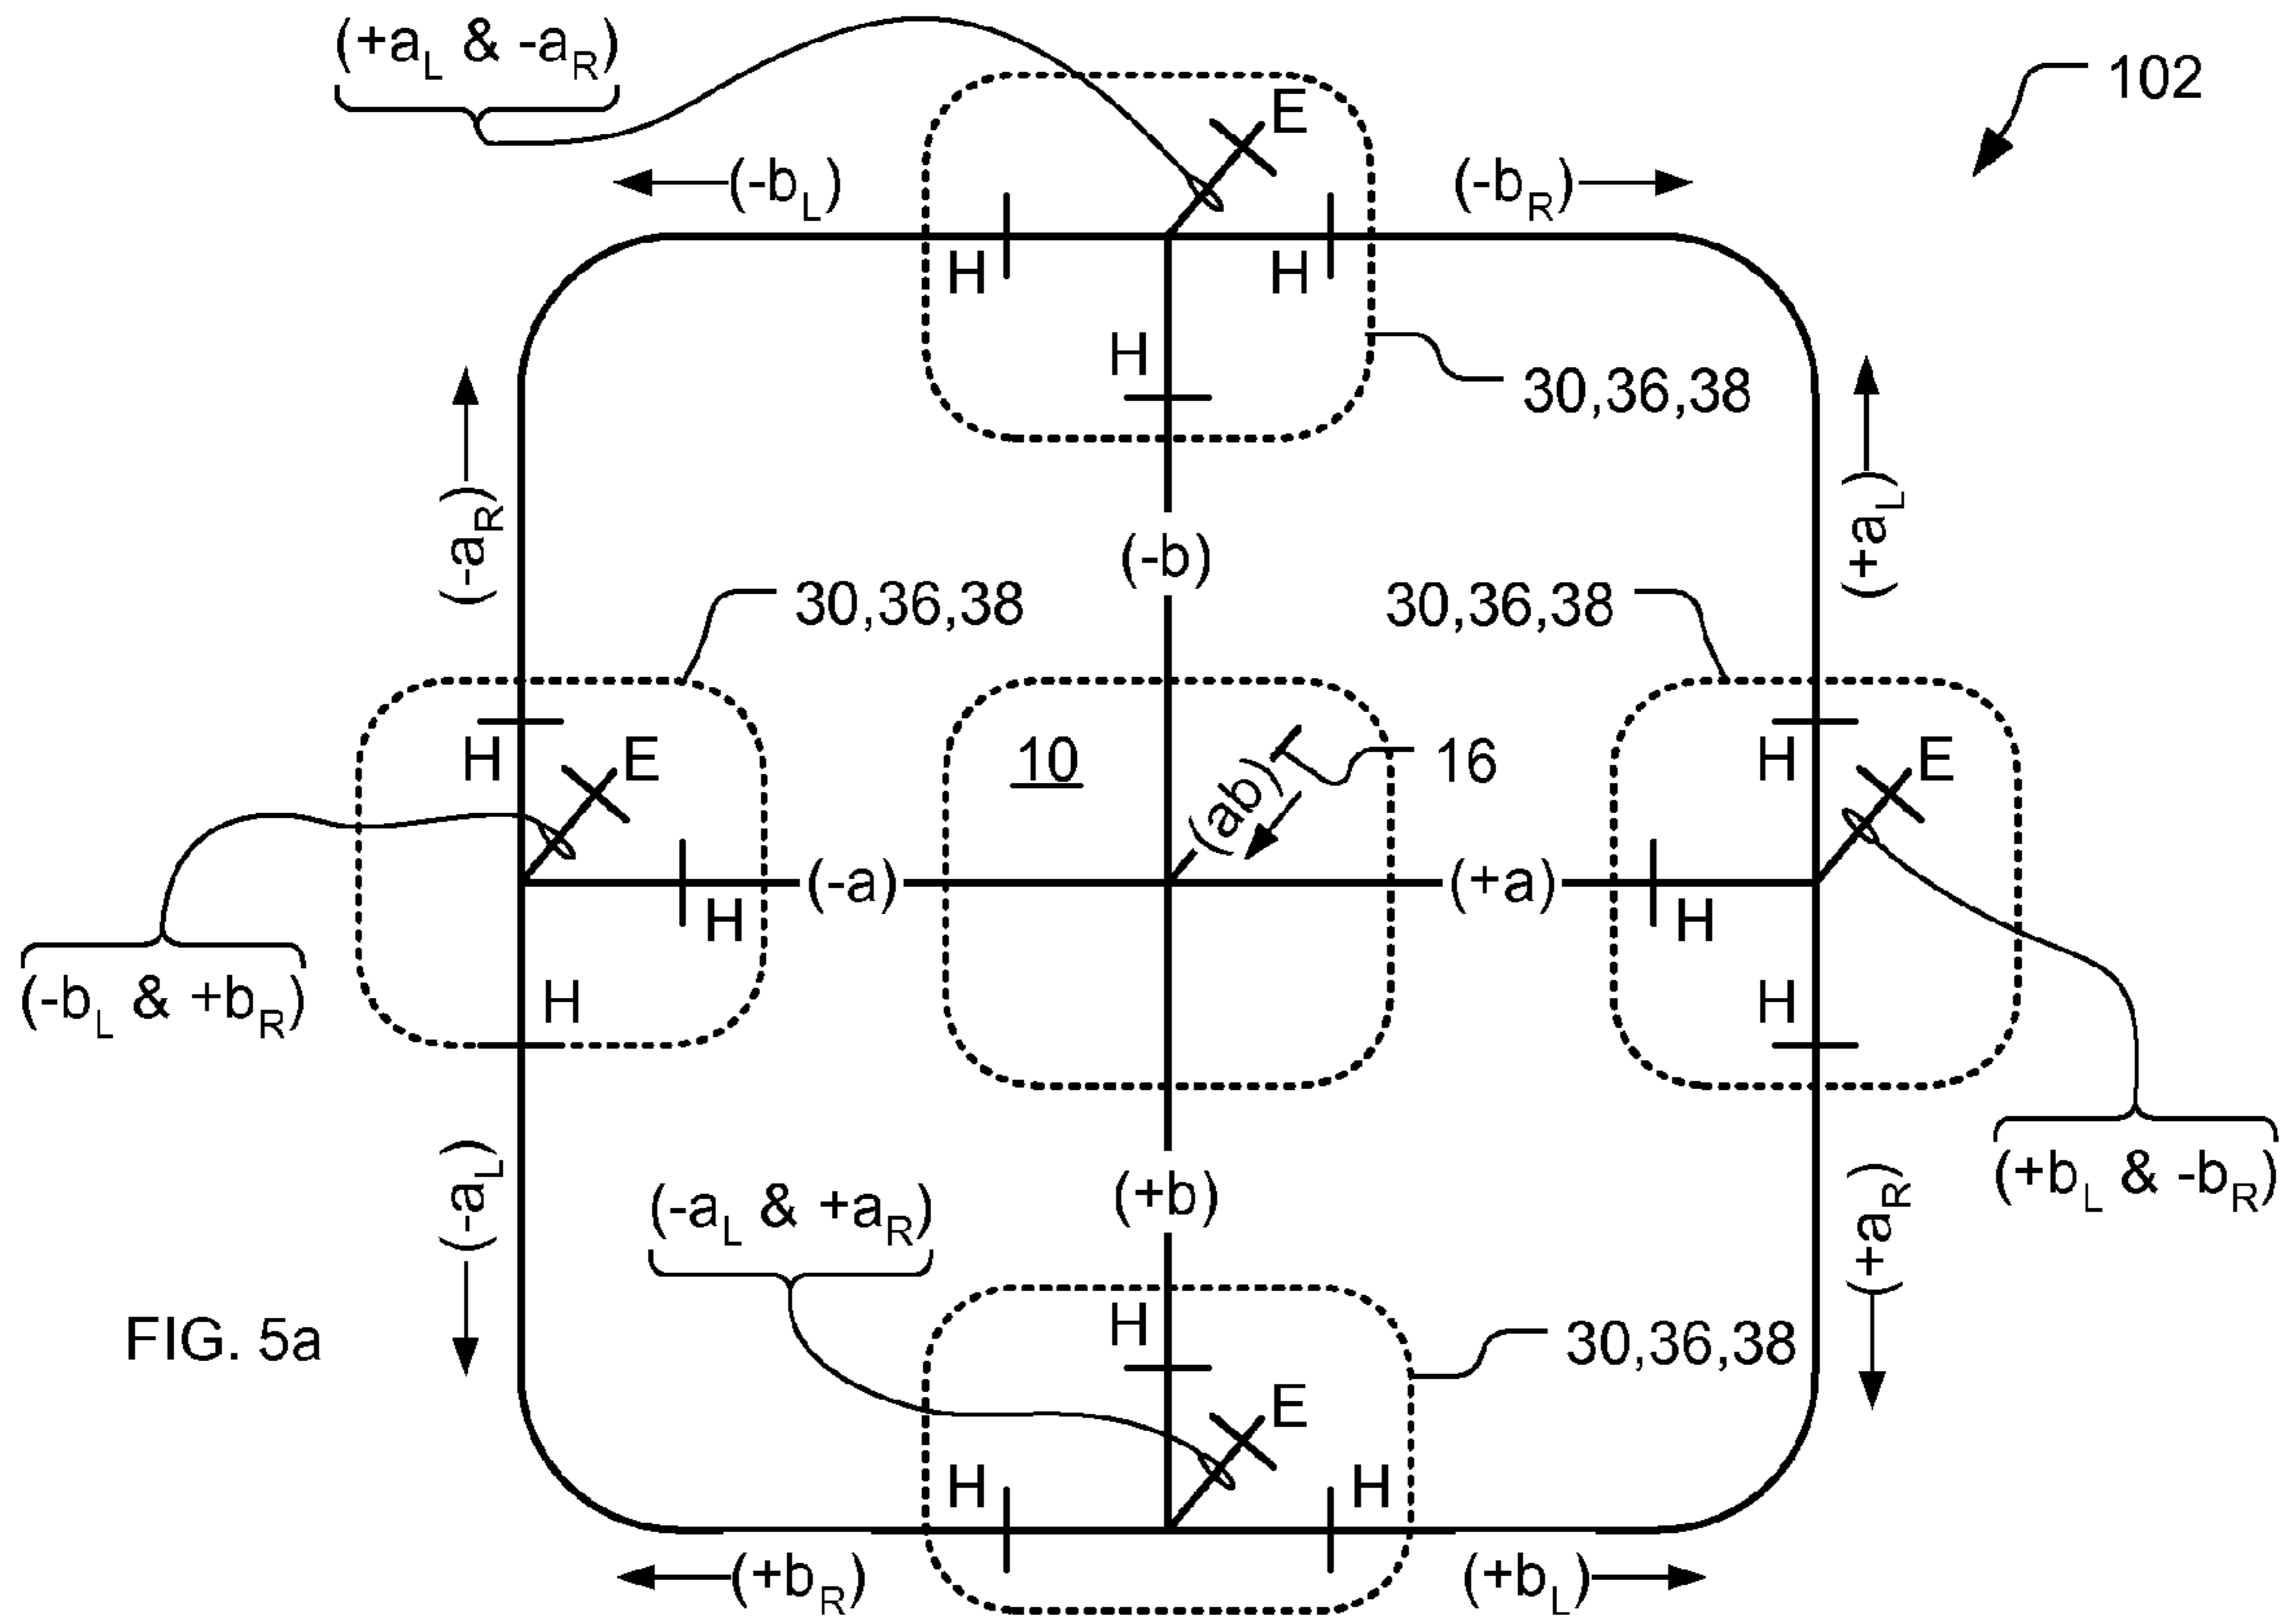 (+aL & -aR)
102
E
(-bL)
(-bR)
H
H
H
30,36,38
(-aR)
(+aL)
(-b)
30,36,38
30,36,38
H
E
10
(ab)
16
H
E
(-a)
(+a)
H
H
(-bL & +bR)
H
H
(-aL)
(-aL & +aR)
(+b)
(+aR)
(+bL & -bR)
FIG. 5a
H
30,36,38
E
H
H
(+bR)
(+bL)